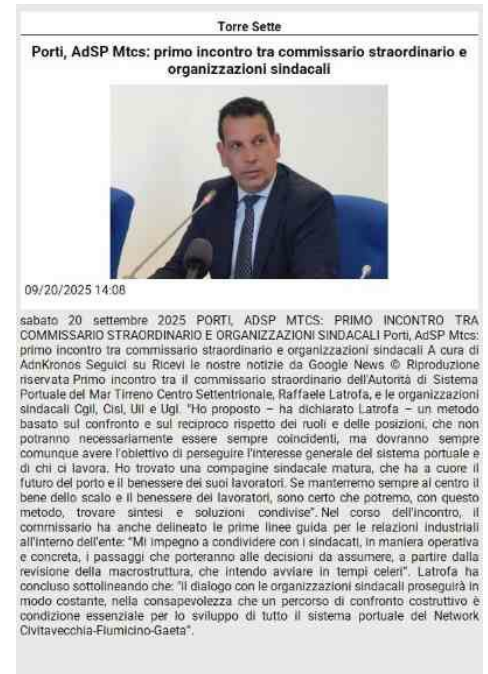 Torre Sette
Porti, AdSP Mtcs: primo incontro tra commissario straordinario e
organizzazioni sindacali
09/20/2025 14:08
sabato 20 settembre 2025 PORTI, ADSP MTCS: PRIMO INCONTRO TRA
COMMISSARIO STRAORDINARIO E ORGANIZZAZIONI SINDACALI Porti, AdSP Mtcs:
primo incontro tra commissario straordinario e organizzazioni sindacali A cura di
AdnKronos Seguici su Ricevi le nostre notizie da Google News © Riproduzione
riservata Primo incontro tra il commissario straordinario dell'Autorità di Sistema
Portuale del Mar Tirreno Centro Settentrionale, Raffaele Latrofa, e le organizzazioni
sindacali Cgil, Cisl, Uil e Ugl. "Ho proposto – ha dichiarato Latrofa – un metodo
basato sul confronto e sul reciproco rispetto dei ruoli e delle posizioni, che non
potranno necessariamente essere sempre coincidenti, ma dovranno sempre
comunque avere l'obiettivo di perseguire l'interesse generale del sistema portuale e
di chi ci lavora. Ho trovato una compagine sindacale matura, che ha a cuore il
futuro del porto e il benessere dei suoi lavoratori. Se manterremo sempre al centro il
bene dello scalo e il benessere dei lavoratori, sono certo che potremo, con questo
metodo, trovare sintesi e soluzioni condivise". Nel corso dell'incontro, il
commissario ha anche delineato le prime linee guida per le relazioni industriali
all'interno dell'ente: "Mi impegno a condividere con i sindacati, in maniera operativa
e concreta, i passaggi che porteranno alle decisioni da assumere, a partire dalla
revisione della macrostruttura, che intendo avviare in tempi celeri". Latrofa ha
concluso sottolineando che: "il dialogo con le organizzazioni sindacali proseguirà in
modo costante, nella consapevolezza che un percorso di confronto costruttivo è
condizione essenziale per lo sviluppo di tutto il sistema portuale del Network
Civitavecchia-Fiumicino-Gaeta".